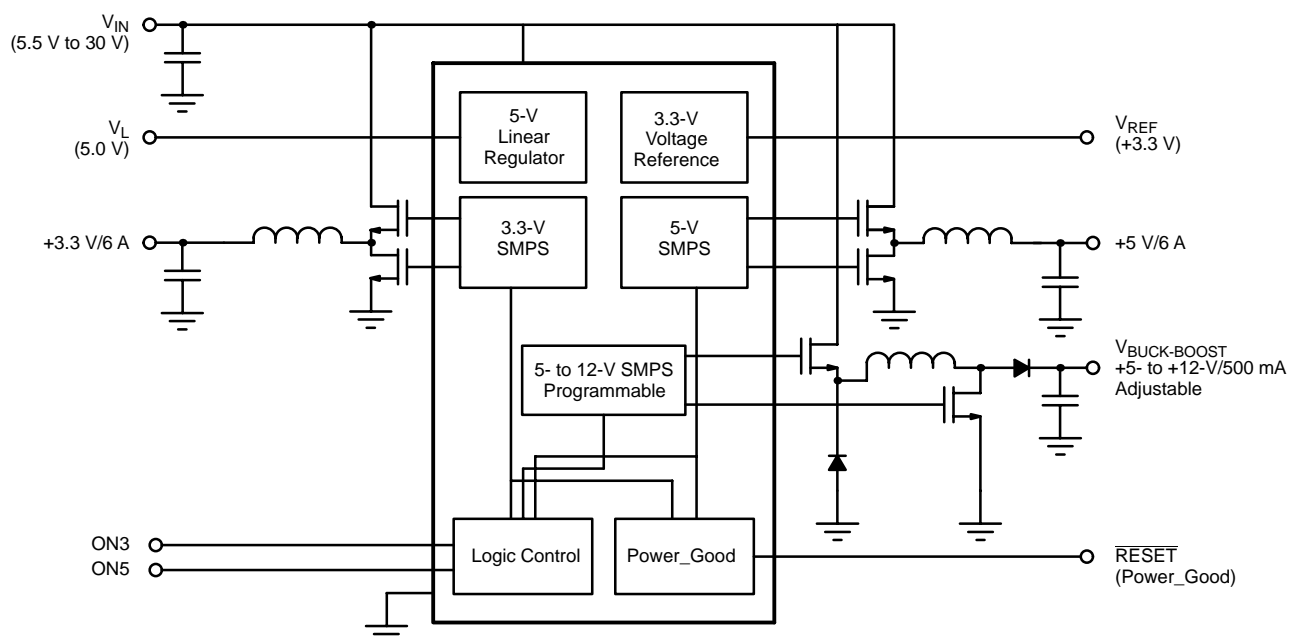 V_IN
(5.5 V to 30 V)
V_L
(5.0 V)
5-V
Linear
Regulator
3.3-V
Voltage
Reference
V_REF
(+3.3 V)
+3.3 V/6 A
3.3-V
SMPS
5-V
SMPS
+5 V/6 A
5- to 12-V SMPS
Programmable
V_BUCK-BOOST
+5- to +12-V/500 mA
Adjustable
ON3
ON5
Logic Control
Power_Good
RESET
(Power_Good)